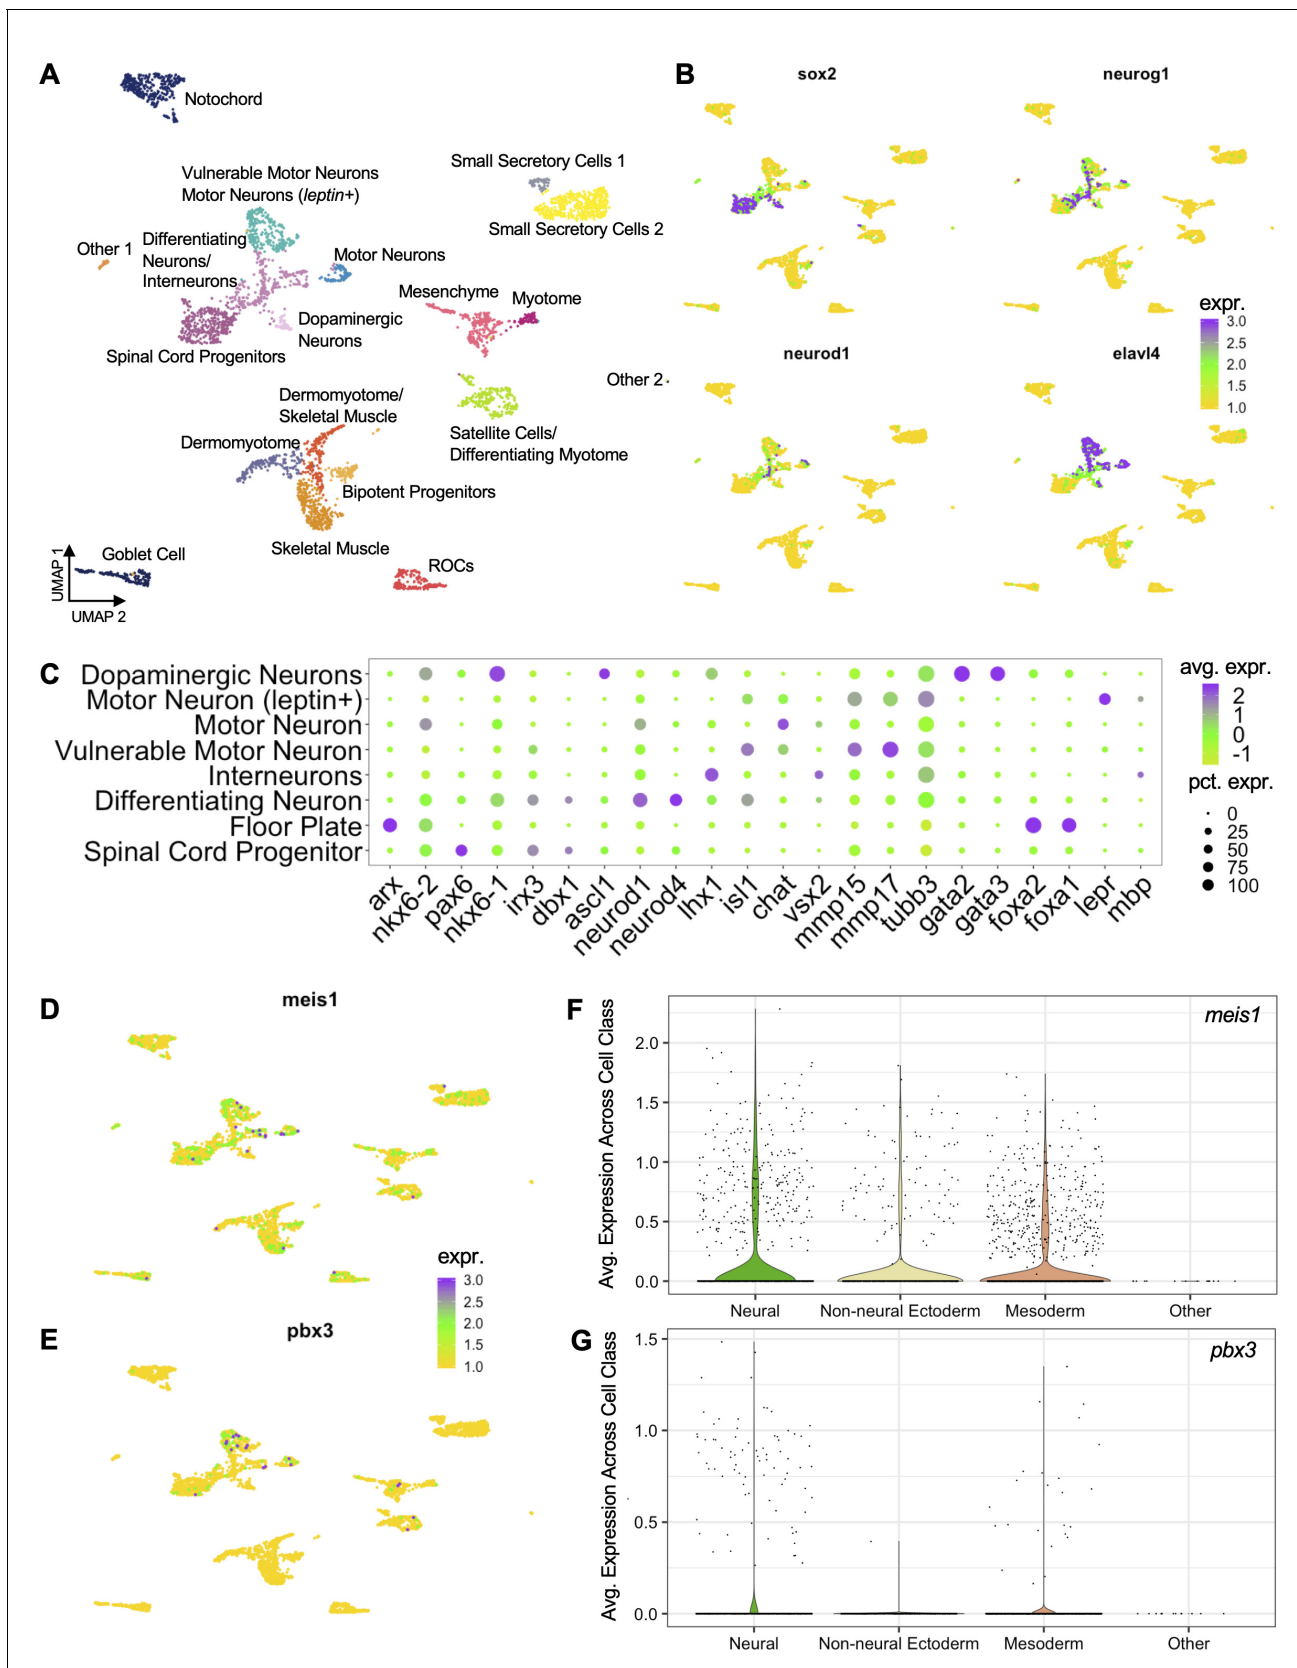 A
Notochord
Vulnerable Motor Neurons
Motor Neurons (leptin+)
Small Secretory Cells 1
Small Secretory Cells 2
Other 1
Differentiating
Neurons/
Interneurons
Motor Neurons
Mesenchyme
Myotome
Dopaminergic
Neurons
Spinal Cord Progenitors
Other 2
Dermomyotome/
Skeletal Muscle
Dermomyotome
Satellite Cells/
Differentiating Myotome
Bipotent Progenitors
Skeletal Muscle
Goblet Cell
ROCs
UMAP 1
UMAP 2
B
sox2
neurog1
neurod1
elavl4
expr.
3.0
2.5
2.0
1.5
1.0
C
Dopaminergic Neurons
Motor Neuron (leptin+)
Motor Neuron
Vulnerable Motor Neuron
Interneurons
Differentiating Neuron
Floor Plate
Spinal Cord Progenitor
arx
nkx6-2
pax6
nkx6-1
irx3
dbx1
ascl1
neurod1
neurod4
lhx1
isl1
chat
vsx2
mmp15
mmp17
tubb3
gata2
gata3
foxa2
foxa1
lepr
mbp
avg. expr.
2
1
0
-1
pct. expr.
0
25
50
75
100
D
meis1
expr.
3.0
2.5
2.0
1.5
1.0
E
pbx3
F
meis1
Avg. Expression Across Cell Class
2.0
1.5
1.0
0.5
0.0
Neural
Non-neural Ectoderm
Mesoderm
Other
G
pbx3
Avg. Expression Across Cell Class
1.5
1.0
0.5
0.0
Neural
Non-neural Ectoderm
Mesoderm
Other